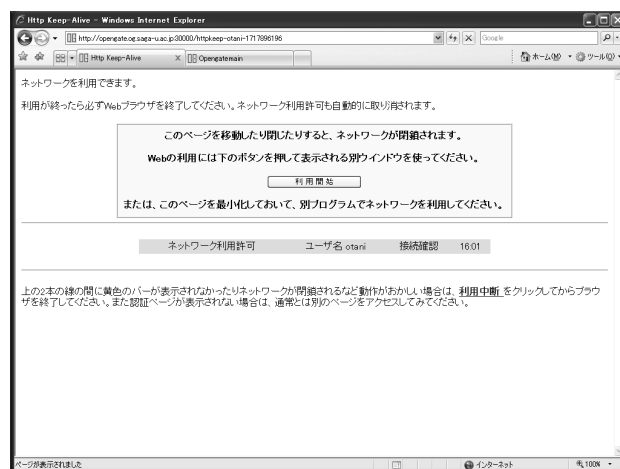 Http Keep-Alive - Windows Internet Explorer
http://opengate.og.saga-u.ac.jp:30000/httpkeep-otani-1717896196
Google
Http Keep-Alive
Opengatemain
ホーム(M)
ツール(O)
ネットワークを利用できます。
利用が終ったら必ずWebブラウザを終了してください。ネットワーク利用許可も自動的に取り消されます。
このページを移動したり閉じたりすると、ネットワークが閉鎖されます。
Webの利用には下のボタンを押して表示される別ウインドウを使ってください。
利用開始
または、このページを最小化しておいて、別プログラムでネットワークを利用してください。
ネットワーク利用許可 ユーザ名 otani 接続確認 16:01
上の2本の線の間に黄色のバーが表示されなかったりネットワークが閉鎖されるなど動作がおかしい場合は、利用中断 をクリックしてからブラウ
ザを終了してください。また認証ページが表示されない場合は、通常とは別のページをアクセスしてみてください。
ページが表示されました
インターネット
100%